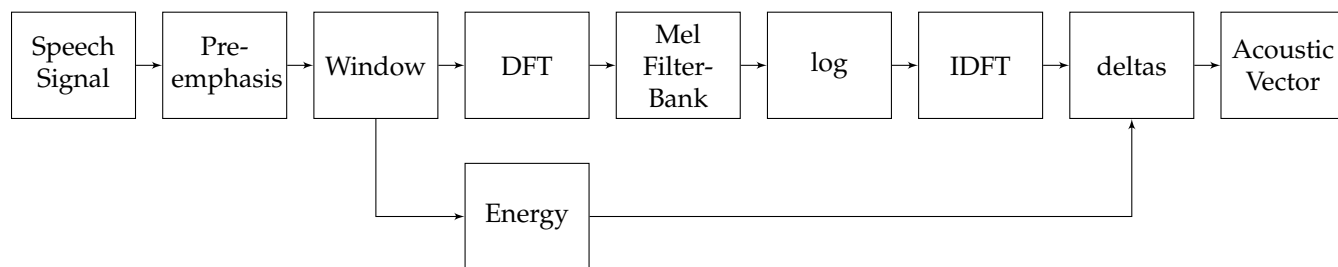 Speech
Signal
Pre-
emphasis
Window
DFT
Mel
Filter-
Bank
log
IDFT
deltas
Acoustic
Vector
Energy